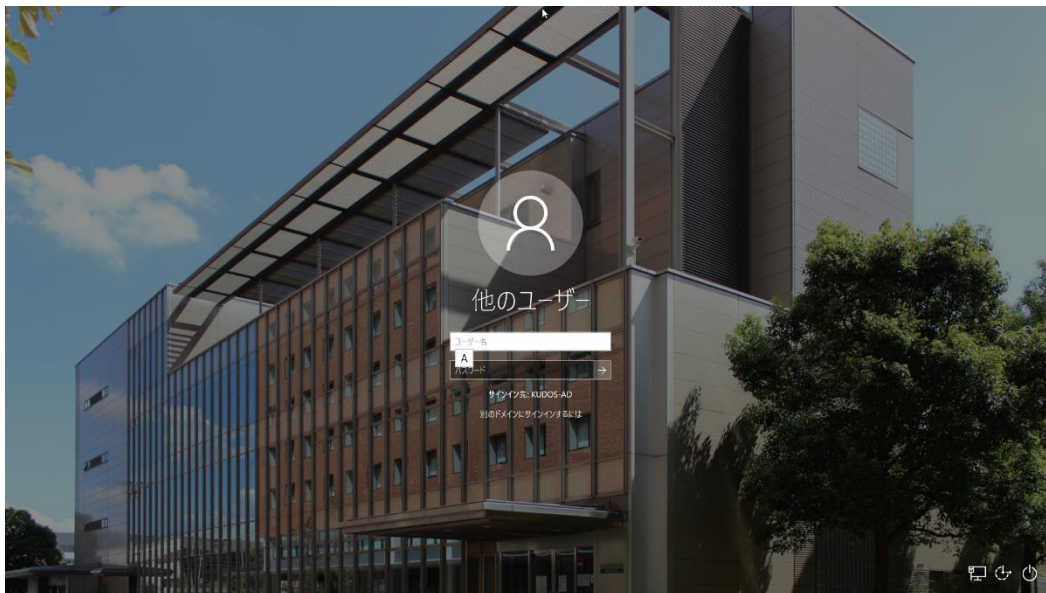 他のユーザー
ユーザー名
A
パスワード
サインイン先: KUDOS-AD
別のドメインにサインインするには